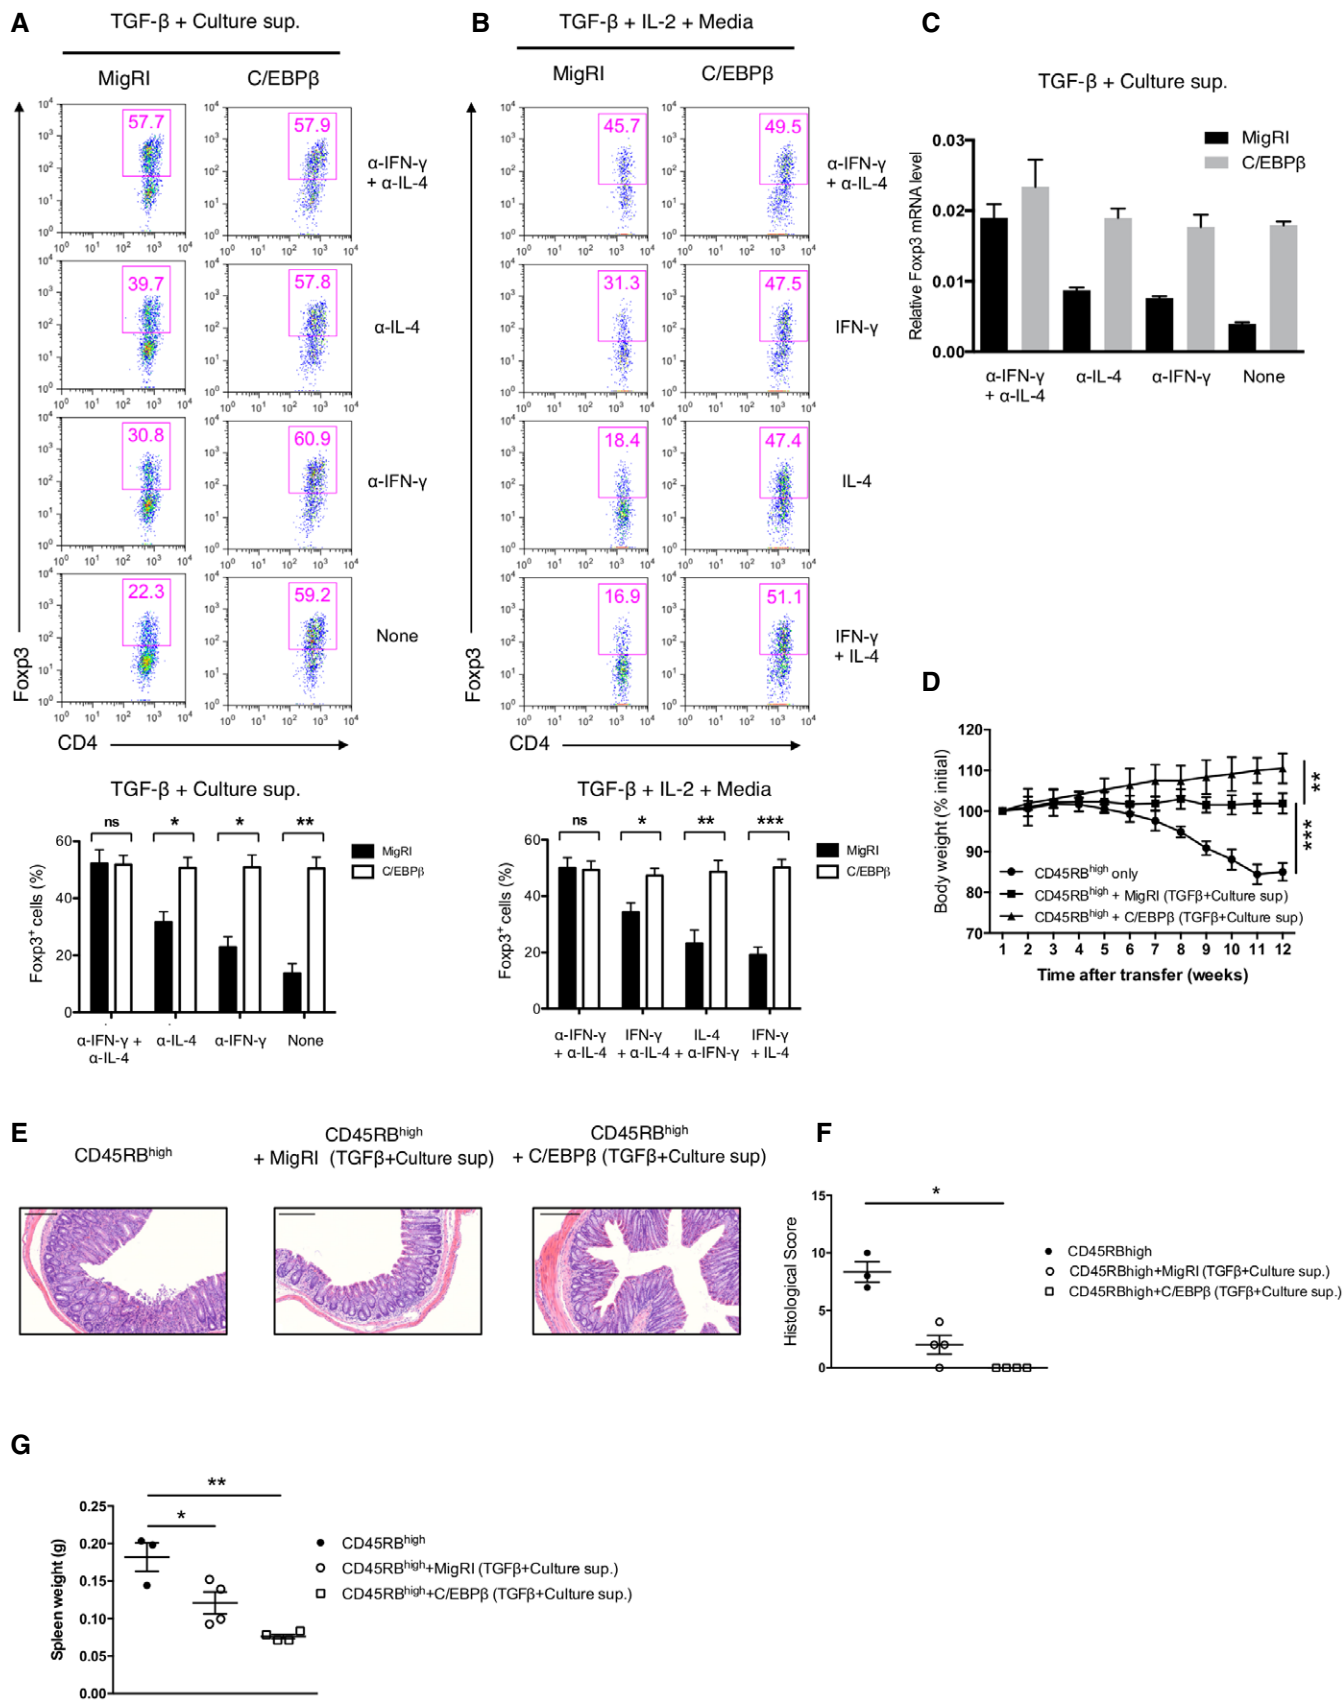 A
TGF-β + Culture sup.
MigRI
C/EBPβ
57.7
57.9
α-IFN-γ
+ α-IL-4
39.7
57.8
α-IL-4
30.8
60.9
α-IFN-γ
22.3
59.2
None
Foxp3
CD4
TGF-β + Culture sup.
Foxp3⁺ cells (%)
60
40
20
0
ns
*
*
**
MigRI
C/EBPβ
α-IFN-γ +
α-IL-4
α-IL-4
α-IFN-γ
None
B
TGF-β + IL-2 + Media
MigRI
C/EBPβ
45.7
49.5
α-IFN-γ
+ α-IL-4
31.3
47.5
IFN-γ
18.4
47.4
IL-4
16.9
51.1
IFN-γ
+ IL-4
Foxp3
CD4
TGF-β + IL-2 + Media
Foxp3⁺ cells (%)
60
40
20
0
ns
*
**
***
MigRI
C/EBPβ
α-IFN-γ
+ α-IL-4
IFN-γ
+ α-IL-4
IL-4
+ α-IFN-γ
IFN-γ
+ IL-4
C
TGF-β + Culture sup.
Relative Foxp3 mRNA level
0.03
0.02
0.01
0.00
MigRI
C/EBPβ
α-IFN-γ
+ α-IL-4
α-IL-4
α-IFN-γ
None
D
Body weight (% initial)
120
110
100
90
80
70
**
***
CD45RBhigh only
CD45RBhigh + MigRI (TGFβ+Culture sup)
CD45RBhigh + C/EBPβ (TGFβ+Culture sup)
1 2 3 4 5 6 7 8 9 10 11 12
Time after transfer (weeks)
E
CD45RBhigh
CD45RBhigh
+ MigRI (TGFβ+Culture sup)
CD45RBhigh
+ C/EBPβ (TGFβ+Culture sup)
F
Histological Score
15
10
5
0
*
CD45RBhigh
CD45RBhigh+MigRI (TGFβ+Culture sup.)
CD45RBhigh+C/EBPβ (TGFβ+Culture sup.)
G
Spleen weight (g)
0.25
0.20
0.15
0.10
0.05
0.00
**
*
CD45RBhigh
CD45RBhigh+MigRI (TGFβ+Culture sup.)
CD45RBhigh+C/EBPβ (TGFβ+Culture sup.)